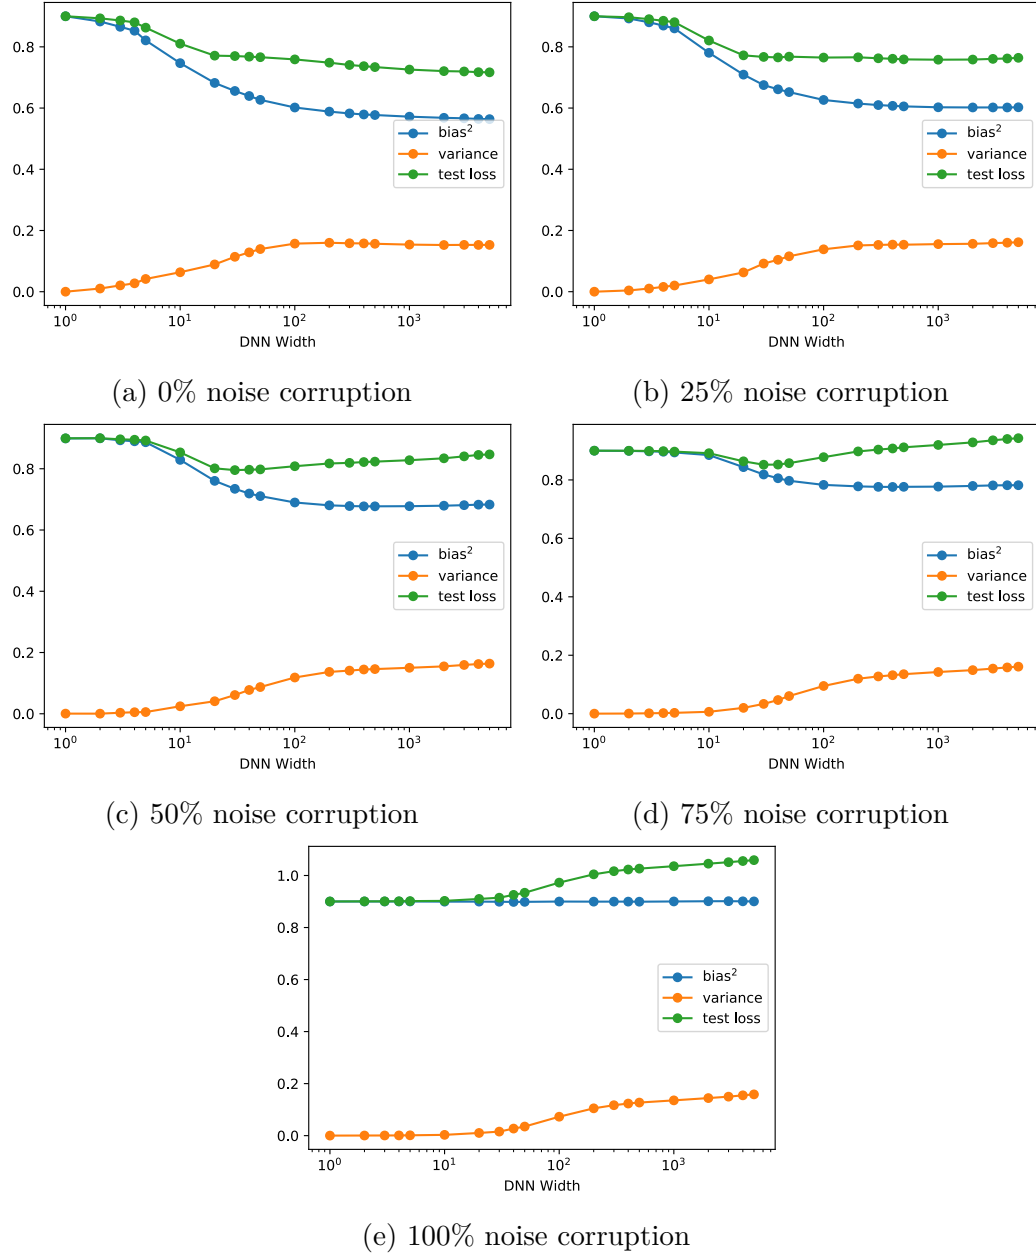 0.8
0.6
0.4
0.2
0.0
10⁰
10¹
10²
10³
DNN Width
bias²
variance
test loss
(a) 0% noise corruption
0.8
0.6
0.4
0.2
0.0
10⁰
10¹
10²
10³
DNN Width
bias²
variance
test loss
(b) 25% noise corruption
0.8
0.6
0.4
0.2
0.0
10⁰
10¹
10²
10³
DNN Width
bias²
variance
test loss
(c) 50% noise corruption
0.8
0.6
0.4
0.2
0.0
10⁰
10¹
10²
10³
DNN Width
bias²
variance
test loss
(d) 75% noise corruption
1.0
0.8
0.6
0.4
0.2
0.0
10⁰
10¹
10²
10³
DNN Width
bias²
variance
test loss
(e) 100% noise corruption